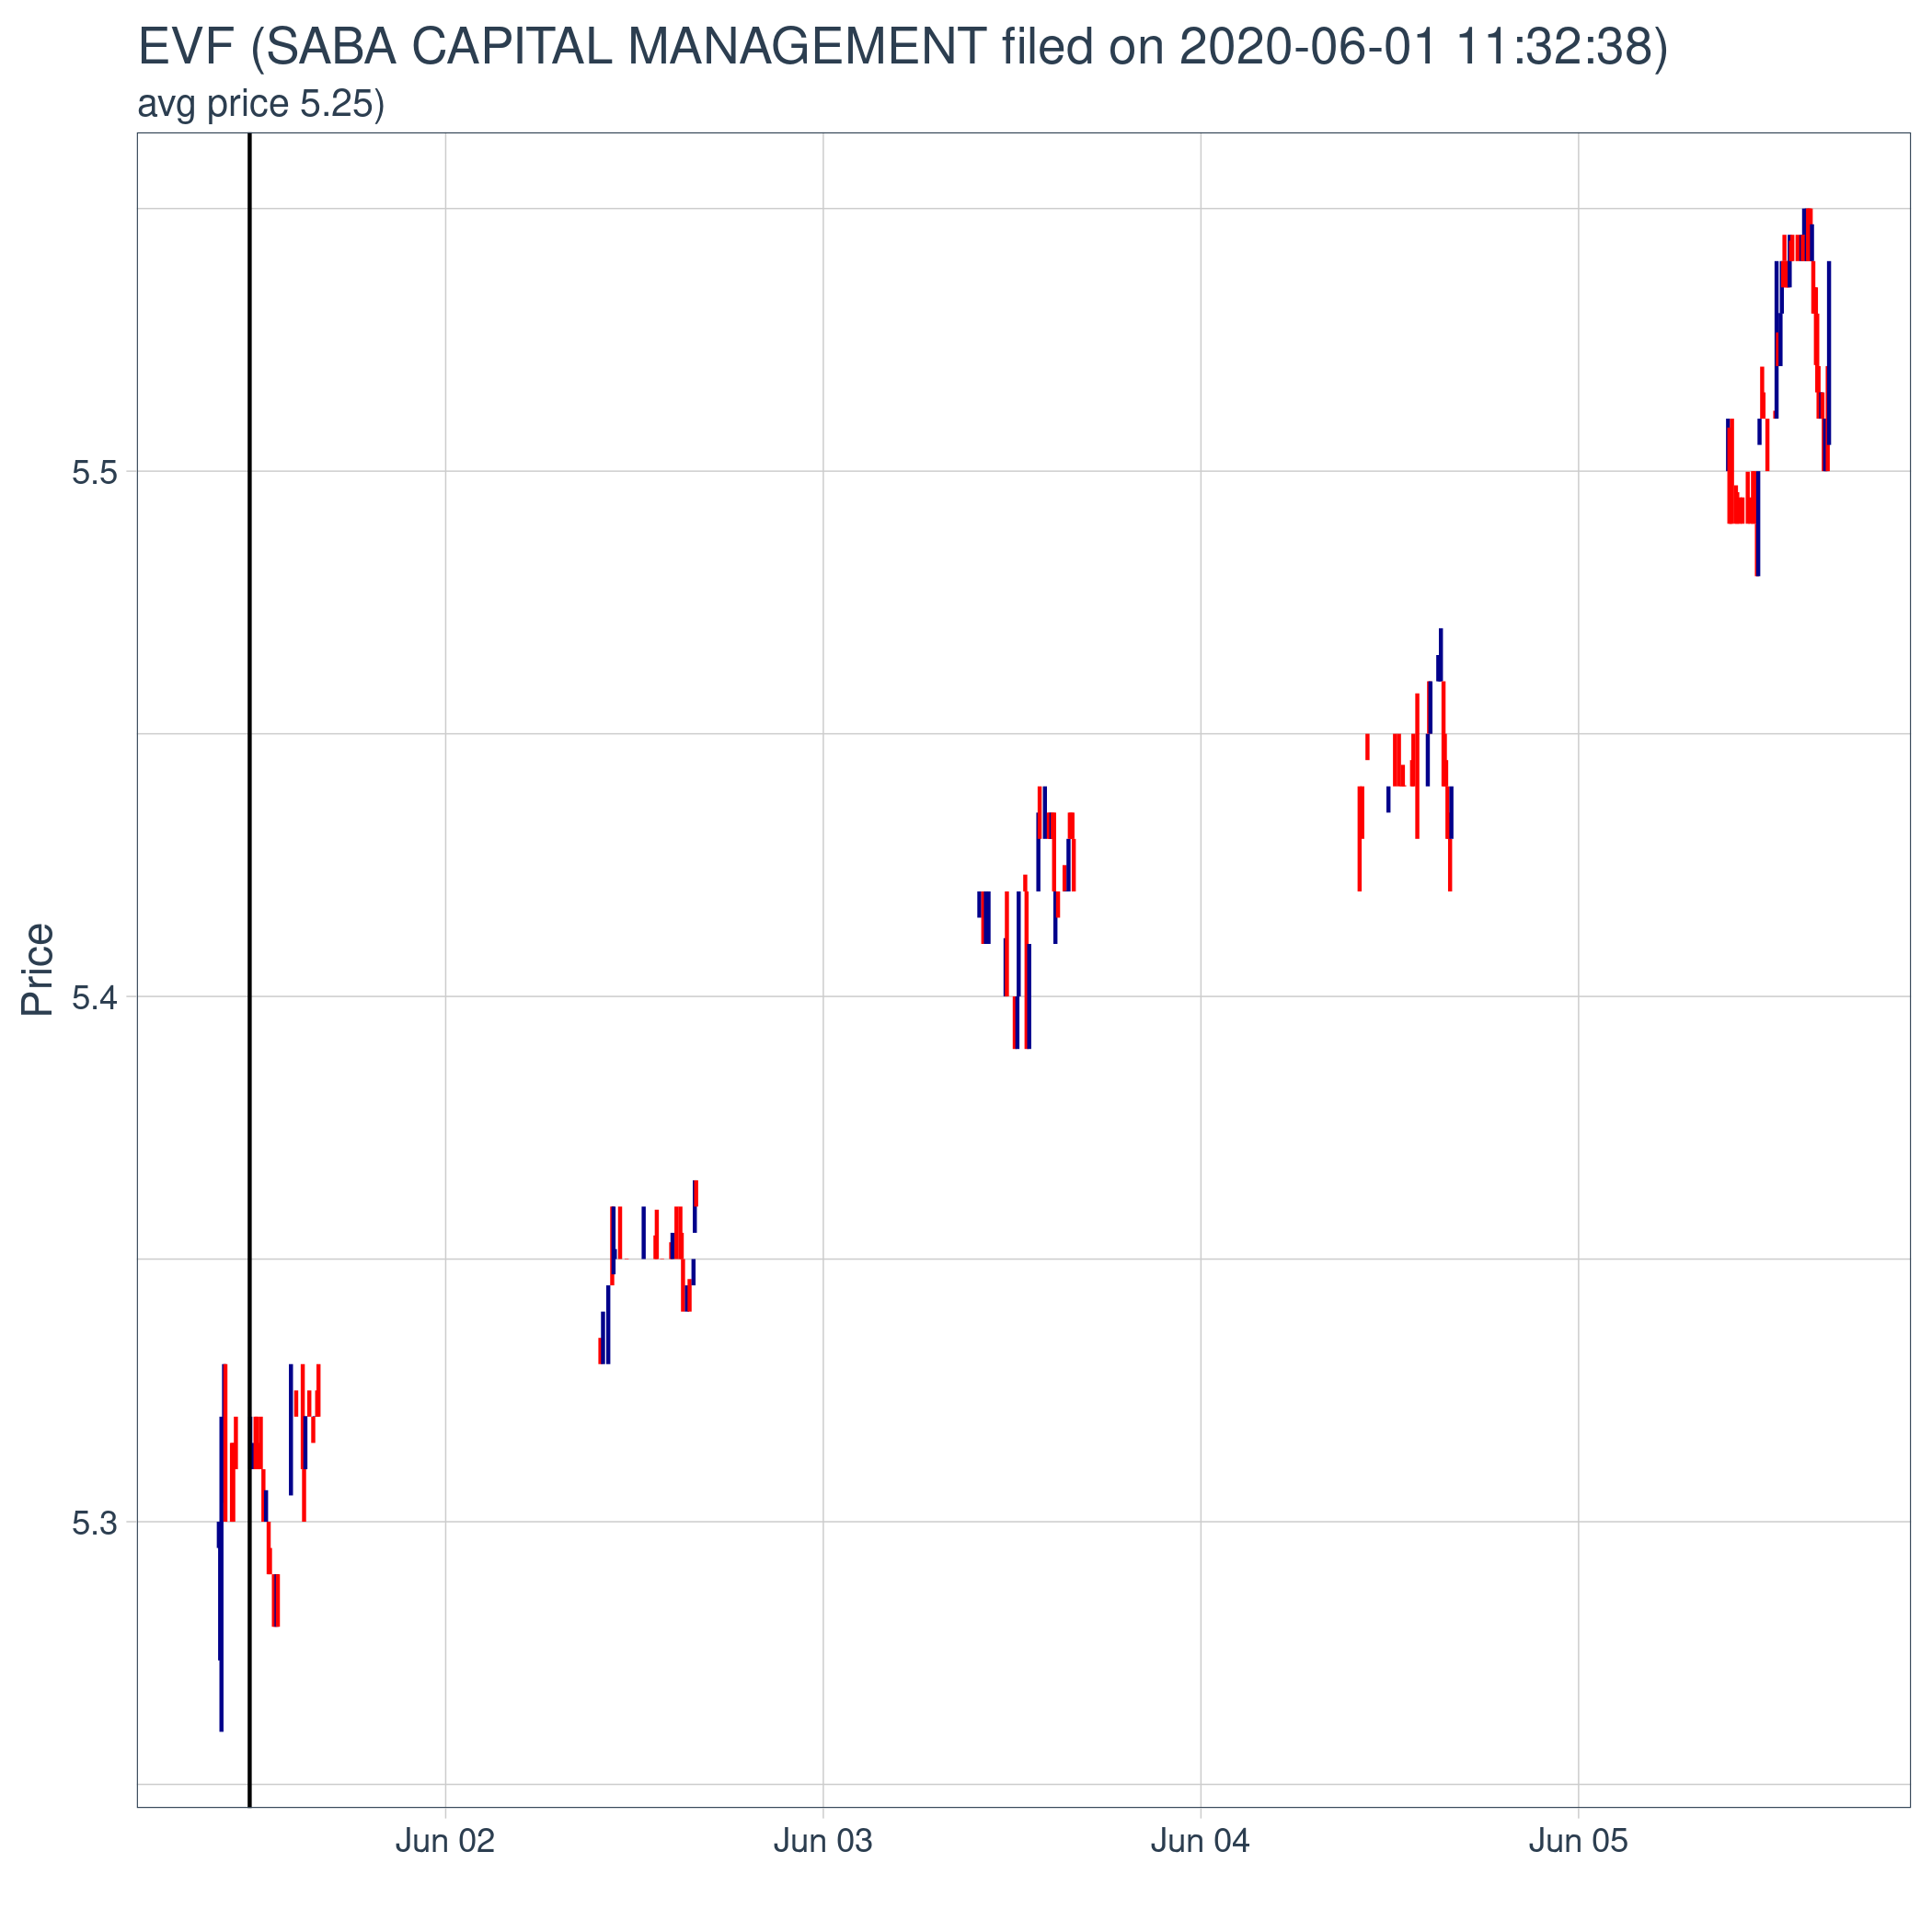 EVF (SABA CAPITAL MANAGEMENT filed on 2020-06-01 11:32:38)
avg price 5.25)
5.5
5.4
5.3
Price
Jun 02 Jun 03 Jun 04 Jun 05